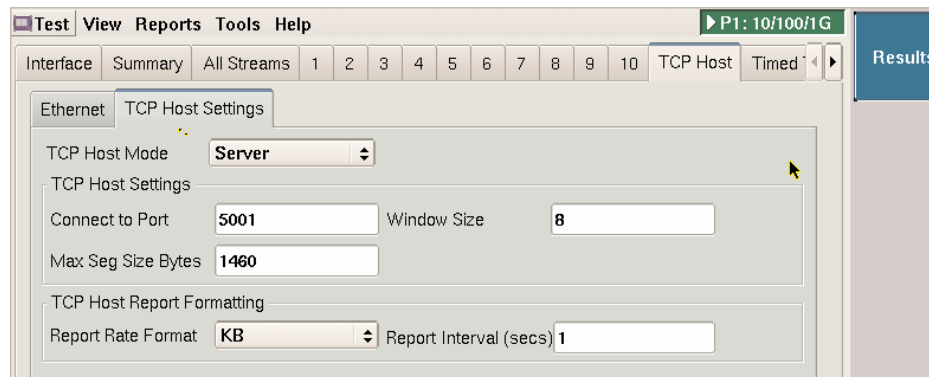 Test View Reports Tools Help P1: 10/100/1G
Interface Summary All Streams 1 2 3 4 5 6 7 8 9 10 TCP Host Timed
Results
Ethernet TCP Host Settings
TCP Host Mode Server
TCP Host Settings
Connect to Port 5001 Window Size 8
Max Seg Size Bytes 1460
TCP Host Report Formatting
Report Rate Format KB Report Interval (secs) 1